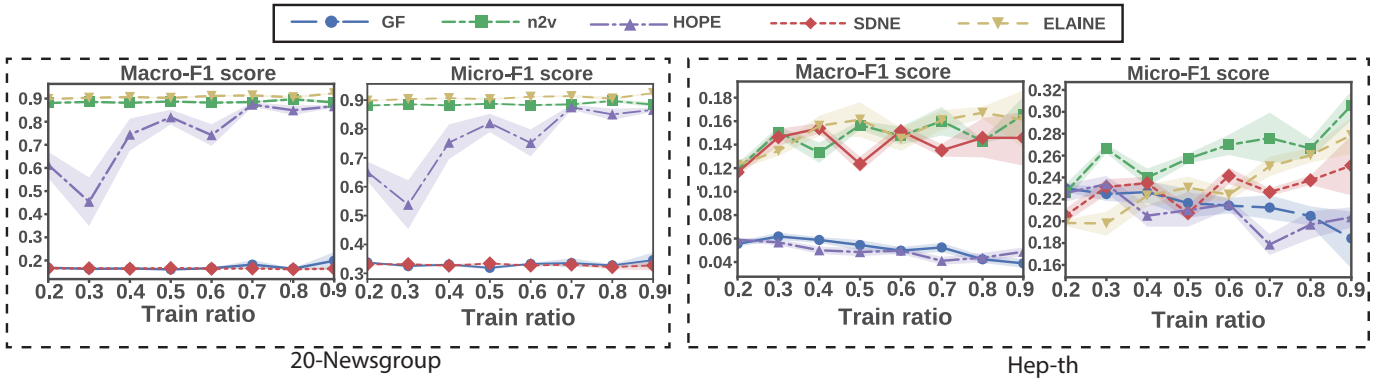 GF n2v HOPE SDNE ELAINE
Macro-F1 score
0.9
0.8
0.7
0.6
0.5
0.4
0.3
0.2
0.2 0.3 0.4 0.5 0.6 0.7 0.8 0.9
Train ratio
Micro-F1 score
0.9
0.8
0.7
0.6
0.5
0.4
0.3
0.2 0.3 0.4 0.5 0.6 0.7 0.8 0.9
Train ratio
20-Newsgroup
Macro-F1 score
0.18
0.16
0.14
0.12
0.10
0.08
0.06
0.04
0.2 0.3 0.4 0.5 0.6 0.7 0.8 0.9
Train ratio
Micro-F1 score
0.32
0.30
0.28
0.26
0.24
0.22
0.20
0.18
0.16
0.2 0.3 0.4 0.5 0.6 0.7 0.8 0.9
Train ratio
Hep-th